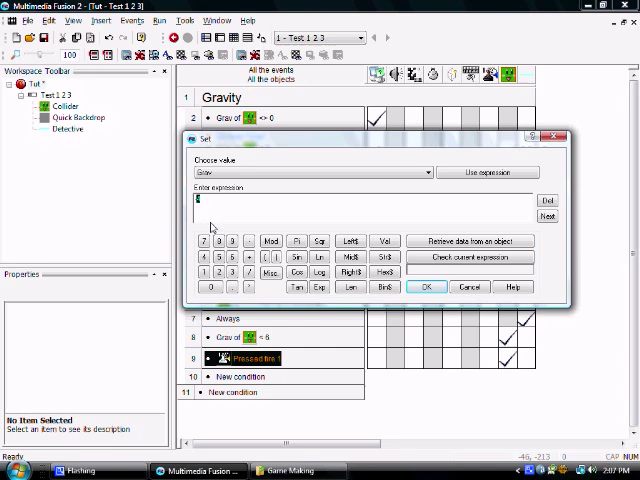 Multimedia Fusion 2 - [Tut - Test 1 2 3]
File Edit View Insert Events Run Tools Window Help
1 - Test 1 2 3
100
Workspace Toolbar
Tut *
Test 1 2 3
Collider
Quick Backdrop
Detective
All the events
All the objects
1 Gravity
2 • Grav of <> 0
Set
Choose value
Grav
Use expression
Enter expression
Del
Next
7 8 9 - Mod Pi Sqr Left$ Val Retrieve data from an object
4 5 6 + ( ) Sin Ln Mid$ Str$ Check current expression
1 2 3 / Misc. Cos Log Right$ Hex$
0 . ^ Tan Exp Len Bin$ OK Cancel Help
Properties
7 • Always
8 • Grav of < 6
9 • Pressed fire 1
10 • New condition
11 • New condition
No Item Selected
Select an item to see its description
Ready
-46, -213 0 CAP NUM
Flashing
Multimedia Fusion ...
Game Making
2:07 PM